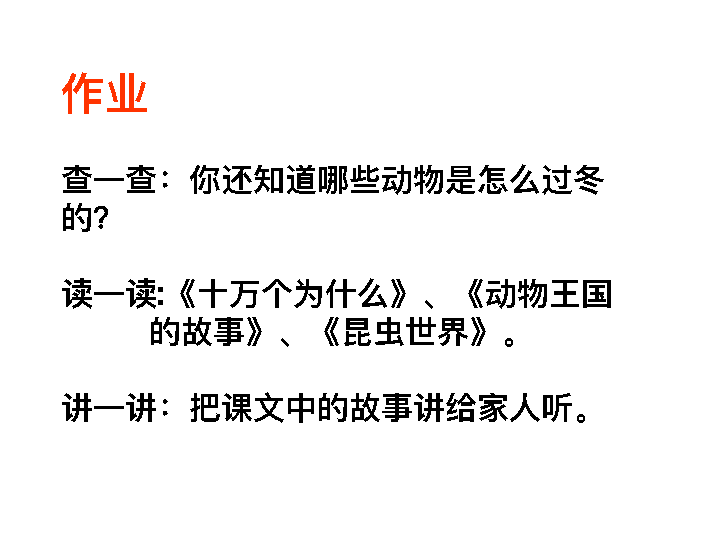 作业
查一查：你还知道哪些动物是怎么过冬
的？
读一读:《十万个为什么》、《动物王国
的故事》、《昆虫世界》。
讲一讲：把课文中的故事讲给家人听。